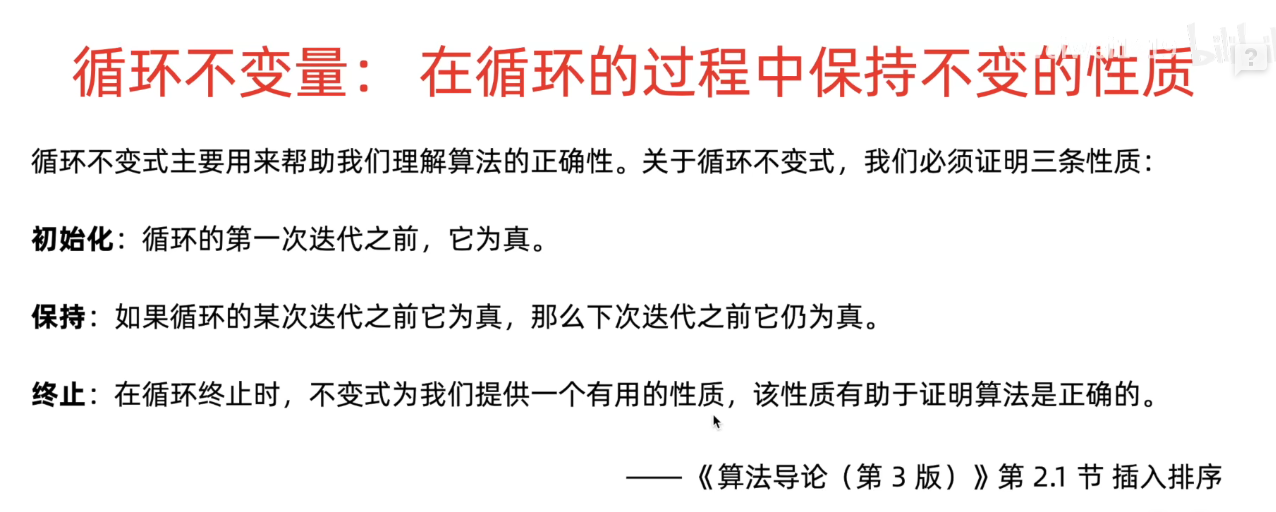 循环不变量： 在循环的过程中保持不变的性质
循环不变式主要用来帮助我们理解算法的正确性。关于循环不变式，我们必须证明三条性质：
初始化：循环的第一次迭代之前，它为真。
保持：如果循环的某次迭代之前它为真，那么下次迭代之前它仍为真。
终止：在循环终止时，不变式为我们提供一个有用的性质，该性质有助于证明算法是正确的。
——《算法导论（第 3 版）》第 2.1 节 插入排序